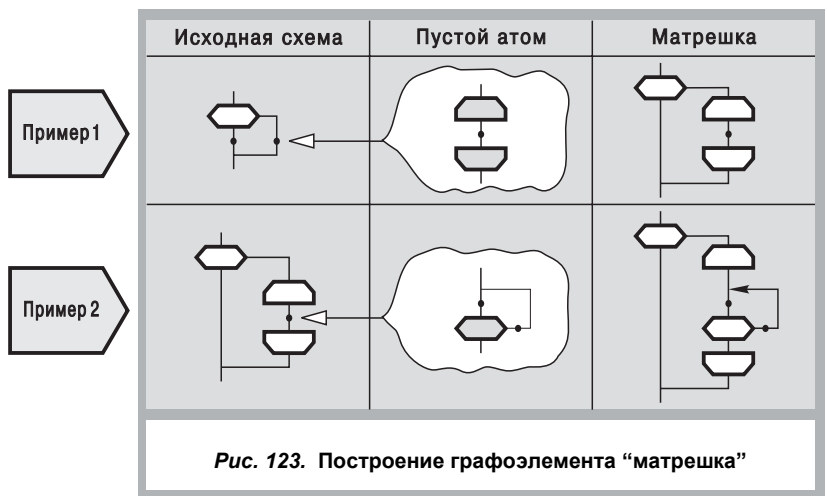 Исходная схема
Пустой атом
Матрешка
Пример 1
Пример 2
Рис. 123. Построение графоэлемента “матрешка”